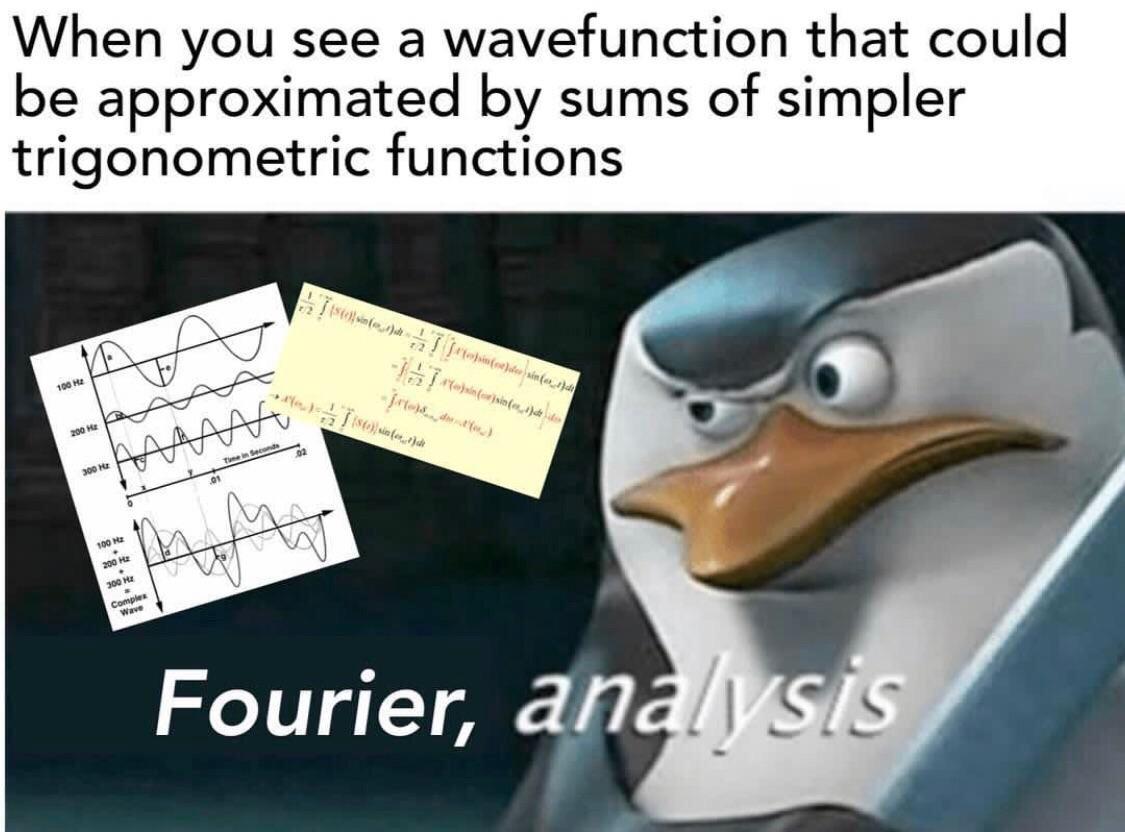 When you see a wavefunction that could
be approximated by sums of simpler
trigonometric functions
100 Hz
200 Hz
300 Hz
0
.01
Time in Seconds
.02
100 Hz
+
200 Hz
+
300 Hz
=
Complex
Wave
Fourier, analysis